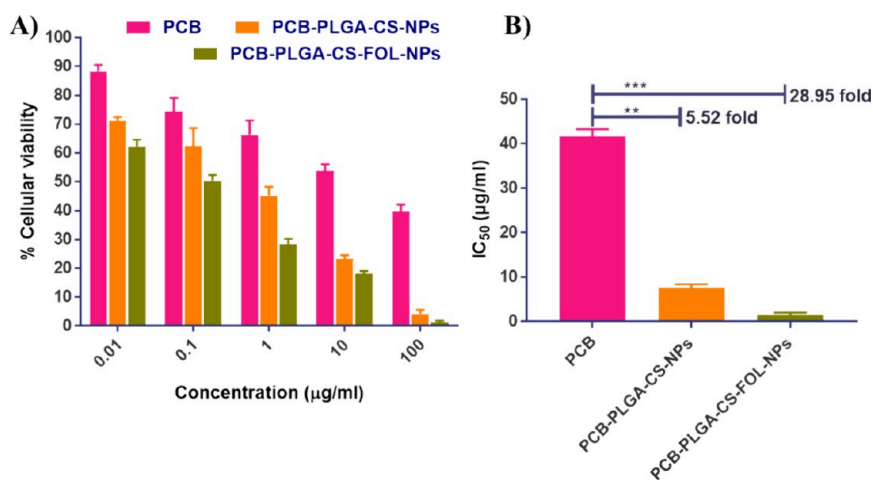 A)
PCB
PCB-PLGA-CS-NPs
PCB-PLGA-CS-FOL-NPs
% Cellular viability
100
90
80
70
60
50
40
30
20
10
0
0.01
0.1
1
10
100
Concentration (µg/ml)
B)
***
28.95 fold
**
5.52 fold
IC50 (µg/ml)
50
40
30
20
10
0
PCB
PCB-PLGA-CS-NPs
PCB-PLGA-CS-FOL-NPs